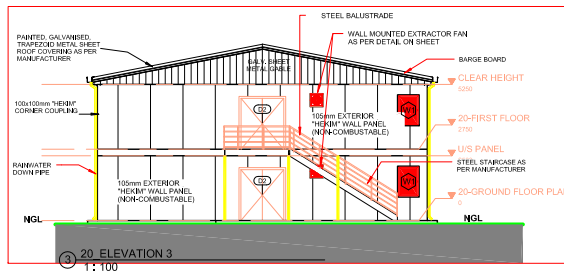 STEEL BALUSTRADE
PAINTED, GALVANISED,
TRAPEZOID METAL SHEET
ROOF COVERING AS PER
MANUFACTURER
WALL MOUNTED EXTRACTOR FAN
AS PER DETAIL ON SHEET
GALV. SHEET
METAL GABLE
BARGE BOARD
CLEAR HEIGHT
5250
100x100mm "HEKIM"
CORNER COUPLING
D2
W1
105mm EXTERIOR
"HEKIM" WALL PANEL
(NON-COMBUSTABLE)
20-FIRST FLOOR
2750
U/S PANEL
RAINWATER
DOWN PIPE
STEEL STAIRCASE AS
PER MANUFACTURER
105mm EXTERIOR
"HEKIM" WALL PANEL
(NON-COMBUSTABLE)
D2
W1
20-GROUND FLOOR PLAN
0
NGL
NGL
3
20_ELEVATION 3
1 : 100